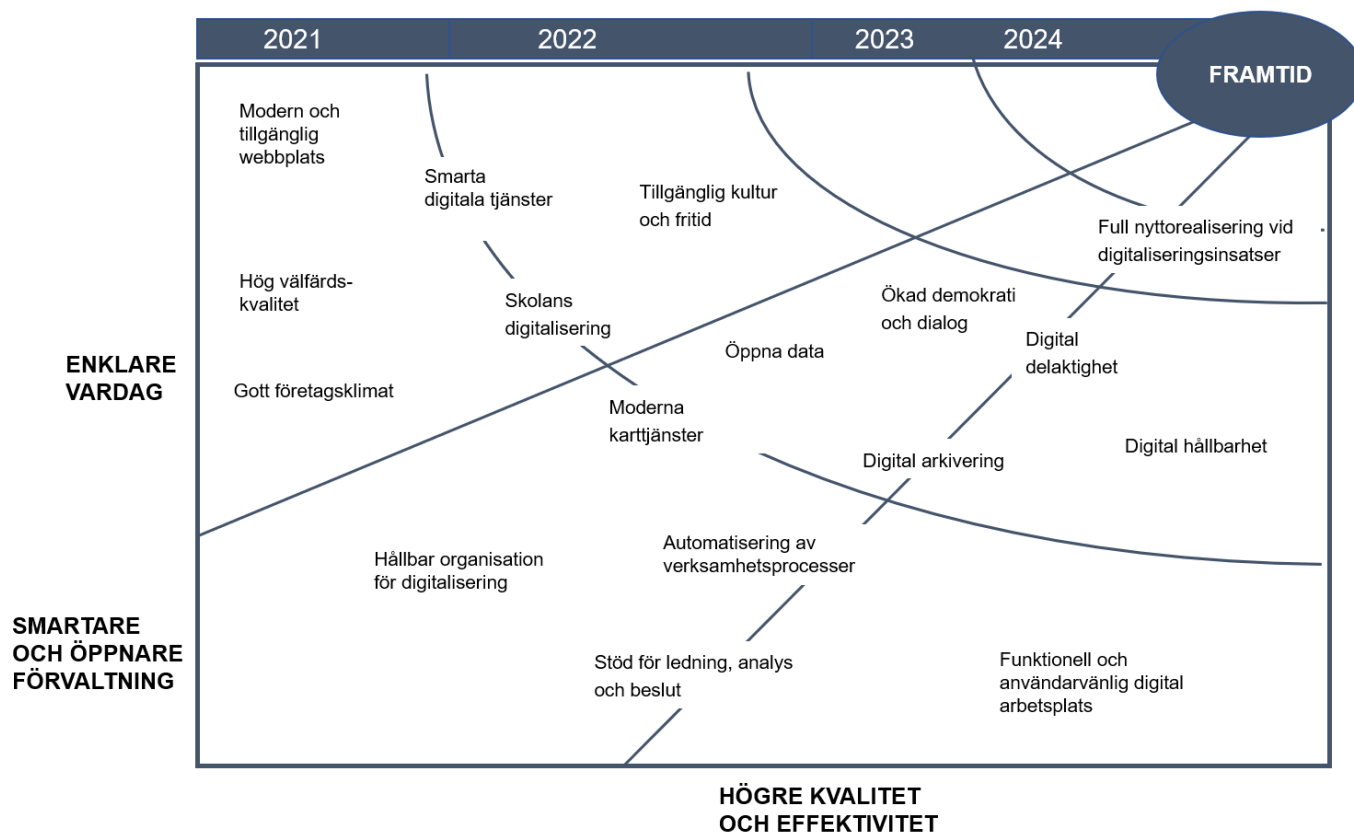 2021
2022
2023
2024
FRAMTID
Modern och
tillgänglig
webbplats
Smarta
digitala tjänster
Tillgänglig kultur
och fritid
Full nyttorealisering vid
digitaliseringsinsatser
Hög välfärds-
kvalitet
Skolans
digitalisering
Ökad demokrati
och dialog
Öppna data
Digital
delaktighet
ENKLARE
VARDAG
Gott företagsklimat
Moderna
karttjänster
Digital arkivering
Digital hållbarhet
Hållbar organisation
för digitalisering
Automatisering av
verksamhetsprocesser
SMARTARE
OCH ÖPPNARE
FÖRVALTNING
Stöd för ledning, analys
och beslut
Funktionell och
användarvänlig digital
arbetsplats
HÖGRE KVALITET
OCH EFFEKTIVITET